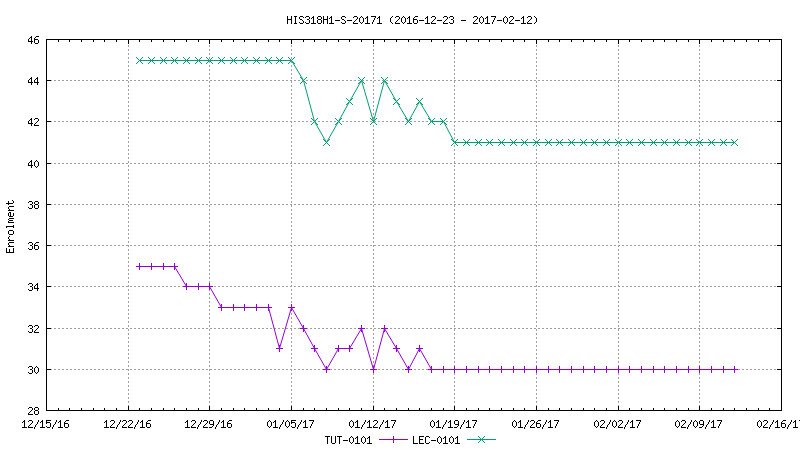 HIS318H1-S-20171 (2016-12-23 - 2017-02-12)
46
44
42
40
38
36
34
32
30
28
Enrolment
12/15/16 12/22/16 12/29/16 01/05/17 01/12/17 01/19/17 01/26/17 02/02/17 02/09/17 02/16/1
TUT-0101 LEC-0101